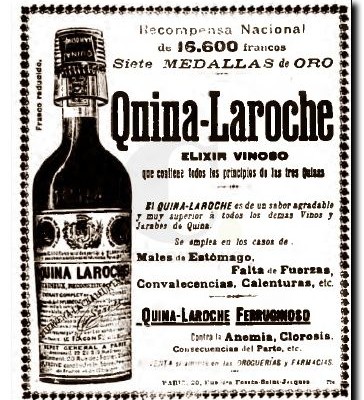 Recompensa Nacional
de 16.600 francos
Siete MEDALLAS de ORO
Frasco reducido.
Quina-Laroche
ELIXIR VINOSO
que contiene todos los principios de las tres Quinas
El QUINA-LAROCHE es de un sabor agradable
y muy superior á todos los demas Vinos y
Jarabes de Quina.
Se emplea en los casos de
Males de Estómago,
Falta de Fuerzas,
Convalecencias, Calenturas, etc.
QUINA-LAROCHE FERRUGINOSO
Contra la Anemia, Clorosis,
Consecuencias del Parto, etc.
en las DROGUERÍAS y FARMACIAS.
PARIS, 20, Rue des Fossés-Saint-Jacques
QUINA LAROCHE